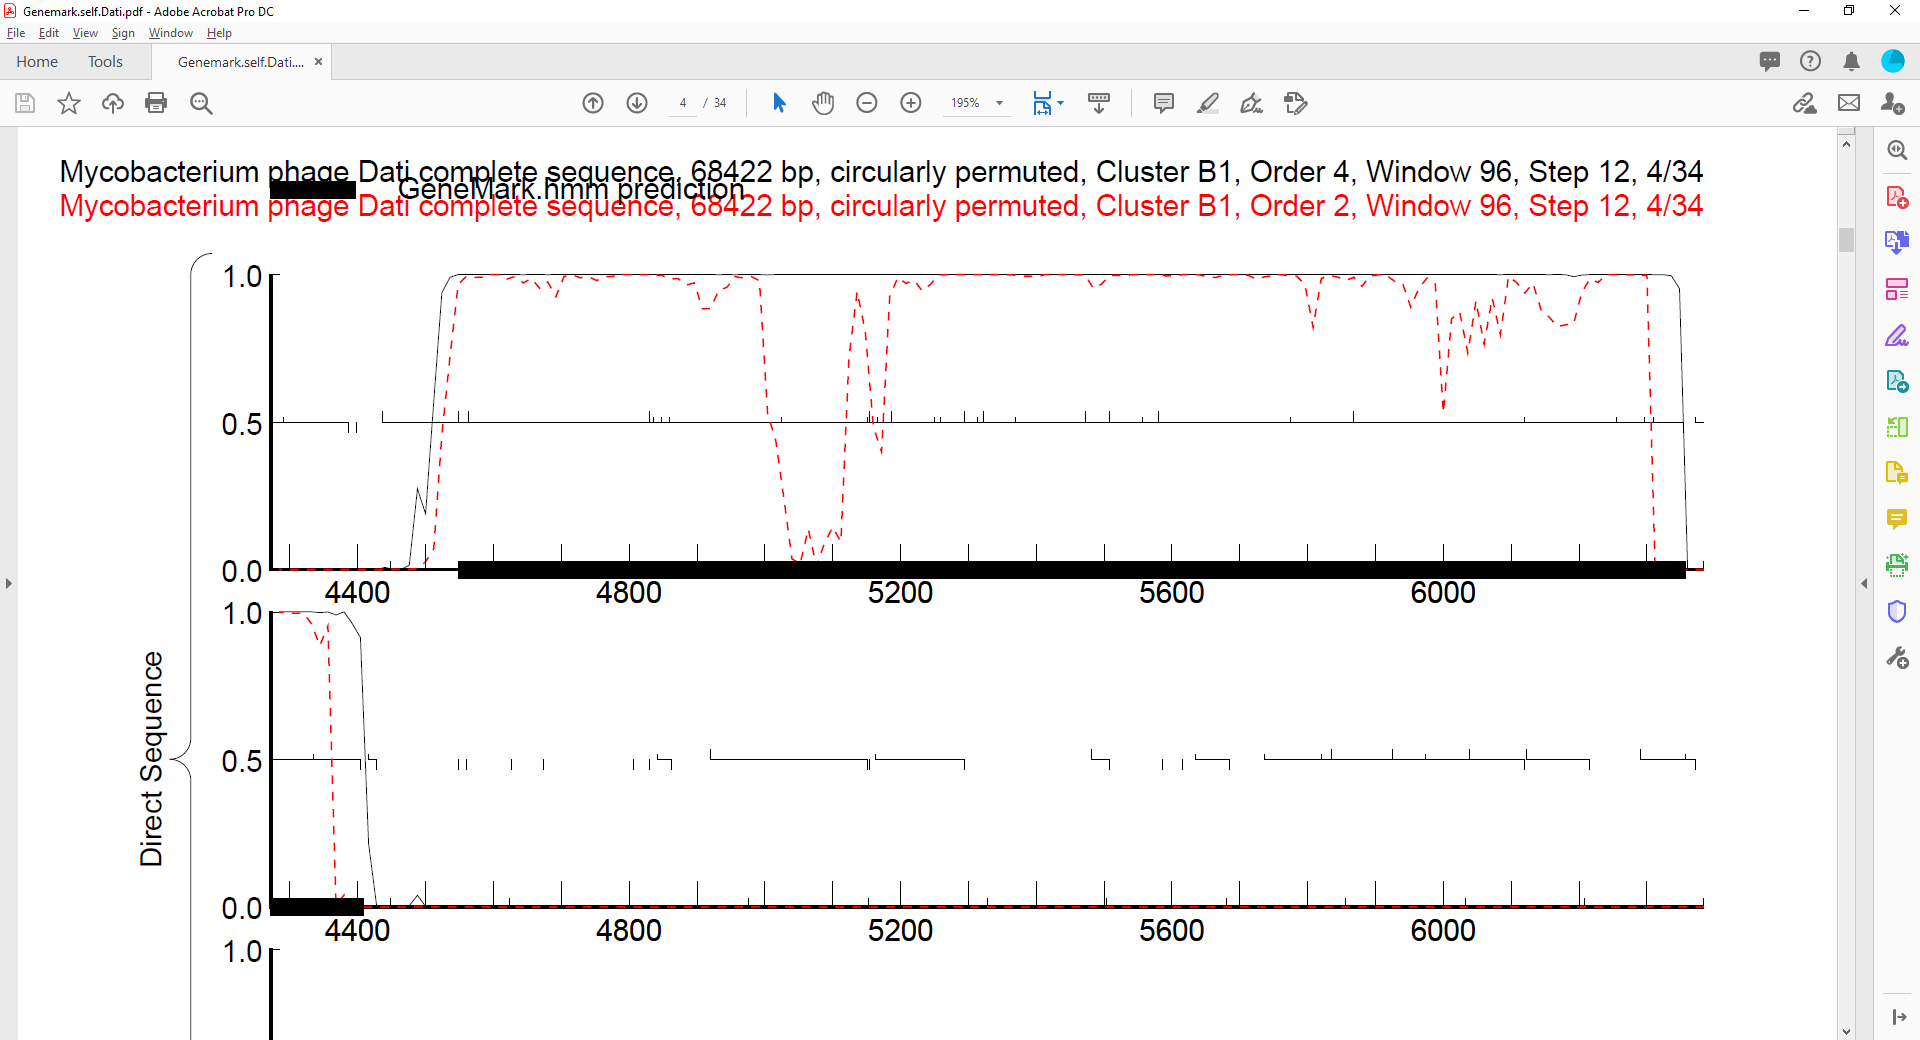 Genemark.self.Dati.pdf - Adobe Acrobat Pro DC
File Edit View Sign Window Help
Home Tools Genemark.self.Dati.... ×
4 / 34 195%
Mycobacterium phage Dati complete sequence, 68422 bp, circularly permuted, Cluster B1, Order 4, Window 96, Step 12, 4/34
GeneMark.hmm prediction
Mycobacterium phage Dati complete sequence, 68422 bp, circularly permuted, Cluster B1, Order 2, Window 96, Step 12, 4/34
1.0
0.5
0.0
4400 4800 5200 5600 6000
1.0
Direct Sequence
0.5
0.0
4400 4800 5200 5600 6000
1.0